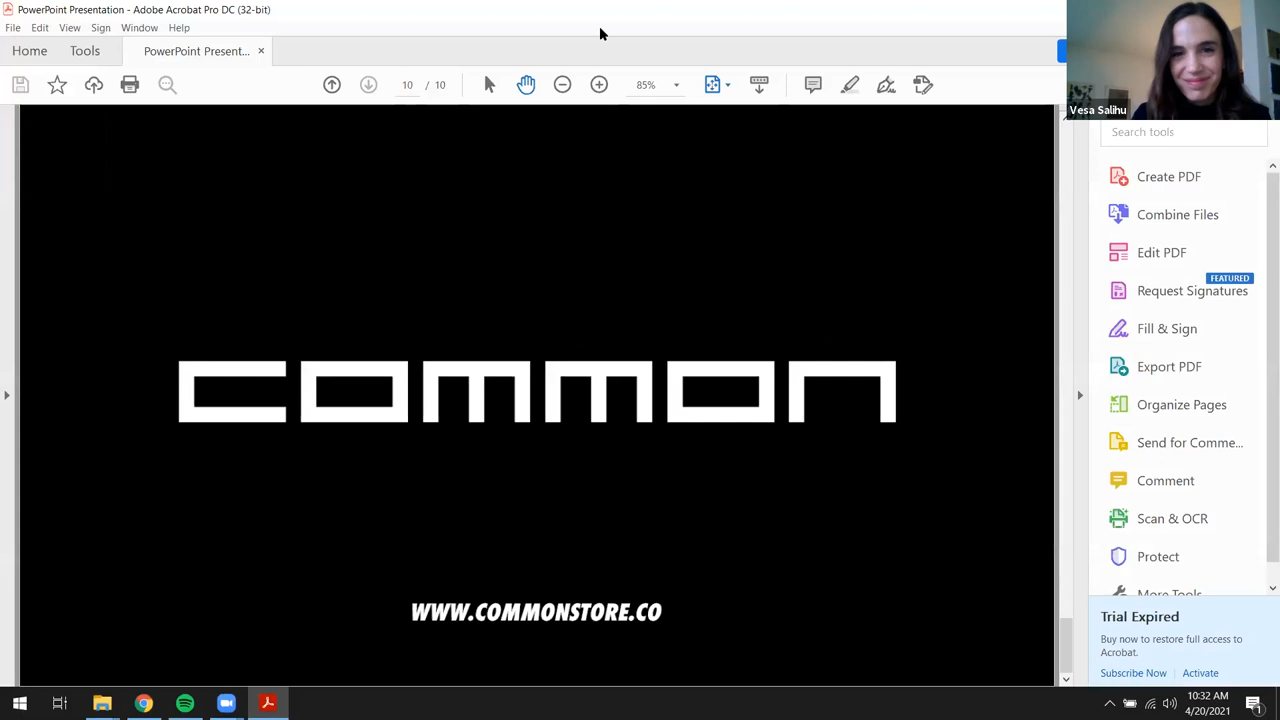 PowerPoint Presentation - Adobe Acrobat Pro DC (32-bit)
File Edit View Sign Window Help
Home Tools PowerPoint Present... ×
10 / 10 85%
Vesa Salihu
Search tools
Create PDF
Combine Files
Edit PDF
FEATURED
Request Signatures
Fill & Sign
Export PDF
Organize Pages
Send for Comme...
Comment
Scan & OCR
Protect
More Tools
common
WWW.COMMONSTORE.CO
Trial Expired
Buy now to restore full access to
Acrobat.
Subscribe Now Activate
10:32 AM
4/20/2021
1